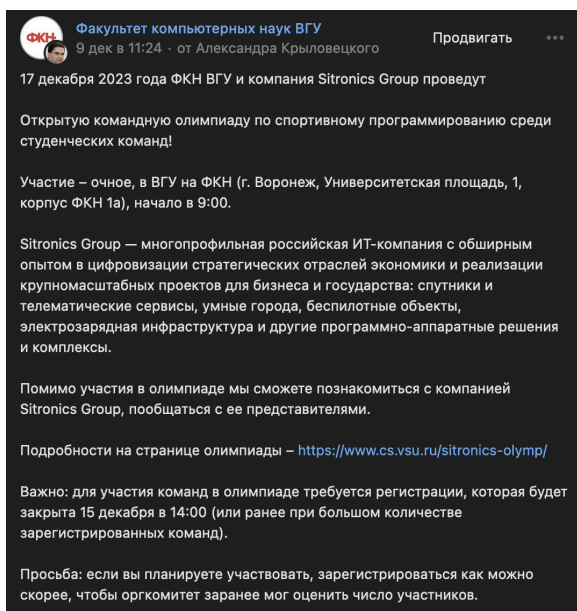 ФКН
Факультет компьютерных наук ВГУ
9 дек в 11:24 · от Александра Крыловецкого
Продвигать
17 декабря 2023 года ФКН ВГУ и компания Sitronics Group проведут
Открытую командную олимпиаду по спортивному программированию среди
студенческих команд!
Участие – очное, в ВГУ на ФКН (г. Воронеж, Университетская площадь, 1,
корпус ФКН 1а), начало в 9:00.
Sitronics Group — многопрофильная российская ИТ-компания с обширным
опытом в цифровизации стратегических отраслей экономики и реализации
крупномасштабных проектов для бизнеса и государства: спутники и
телематические сервисы, умные города, беспилотные объекты,
электрозарядная инфраструктура и другие программно-аппаратные решения
и комплексы.
Помимо участия в олимпиаде мы сможете познакомиться с компанией
Sitronics Group, пообщаться с ее представителями.
Подробности на странице олимпиады – https://www.cs.vsu.ru/sitronics-olymp/
Важно: для участия команд в олимпиаде требуется регистрации, которая будет
закрыта 15 декабря в 14:00 (или ранее при большом количестве
зарегистрированных команд).
Просьба: если вы планируете участвовать, зарегистрироваться как можно
скорее, чтобы оргкомитет заранее мог оценить число участников.